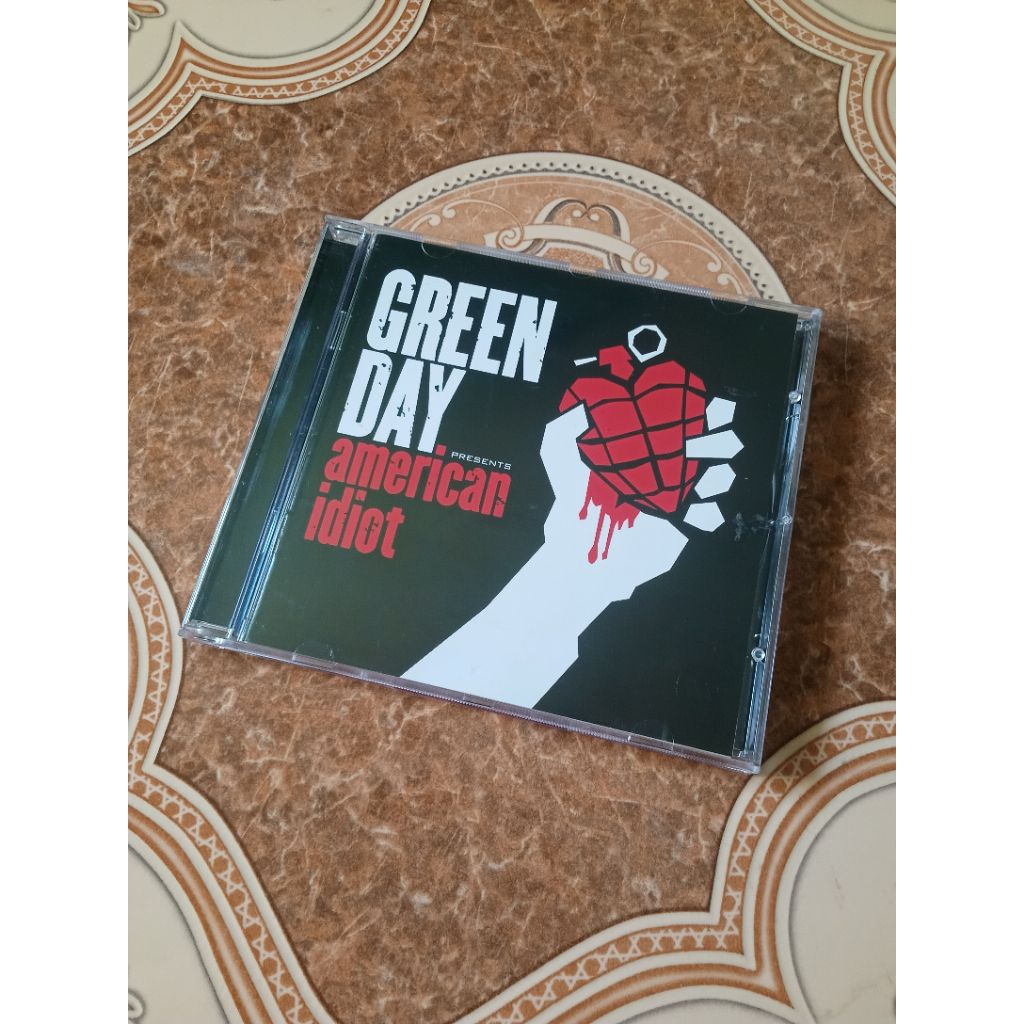 GREEN
DAY
PRESENTS
american
idiot